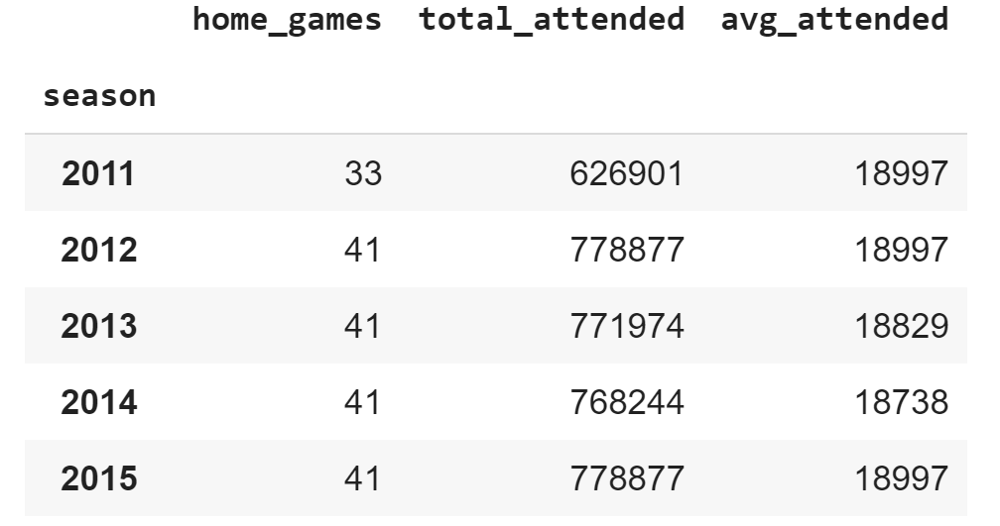 home_games total_attended avg_attended
season
2011 33 626901 18997
2012 41 778877 18997
2013 41 771974 18829
2014 41 768244 18738
2015 41 778877 18997